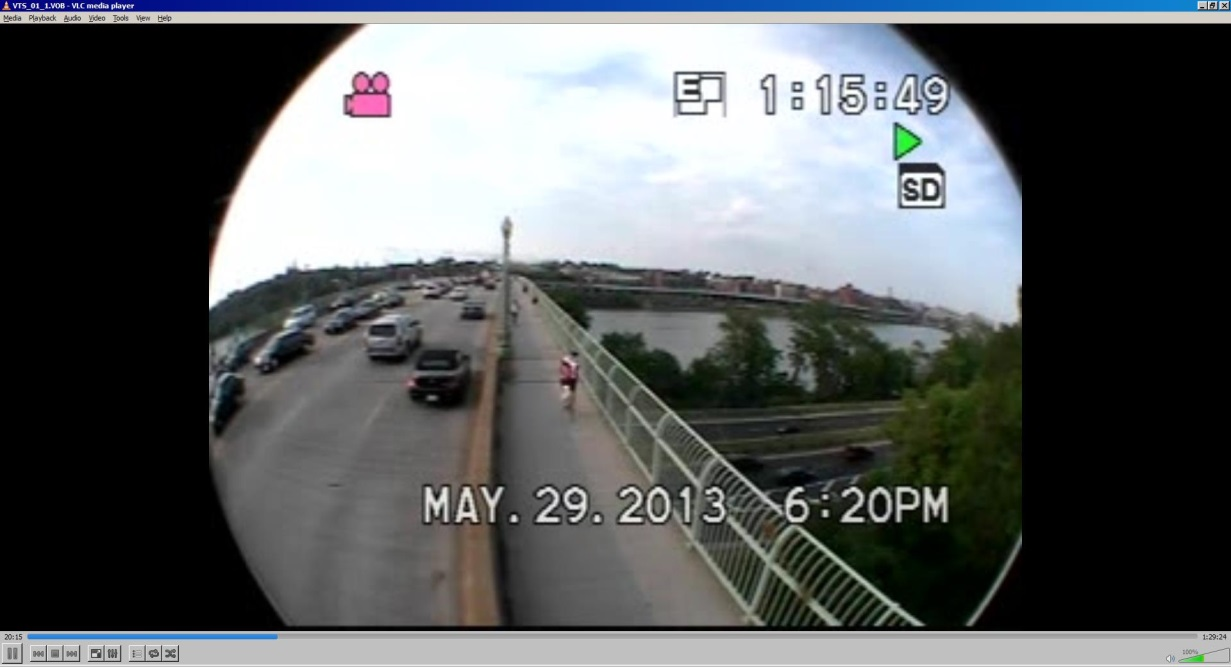 VTS_01_1.VOB - VLC media player
Media Playback Audio Video Tools View Help
E 1:15:49
SD
MAY. 29. 2013 6:20PM
20:15 1:29:24
100%